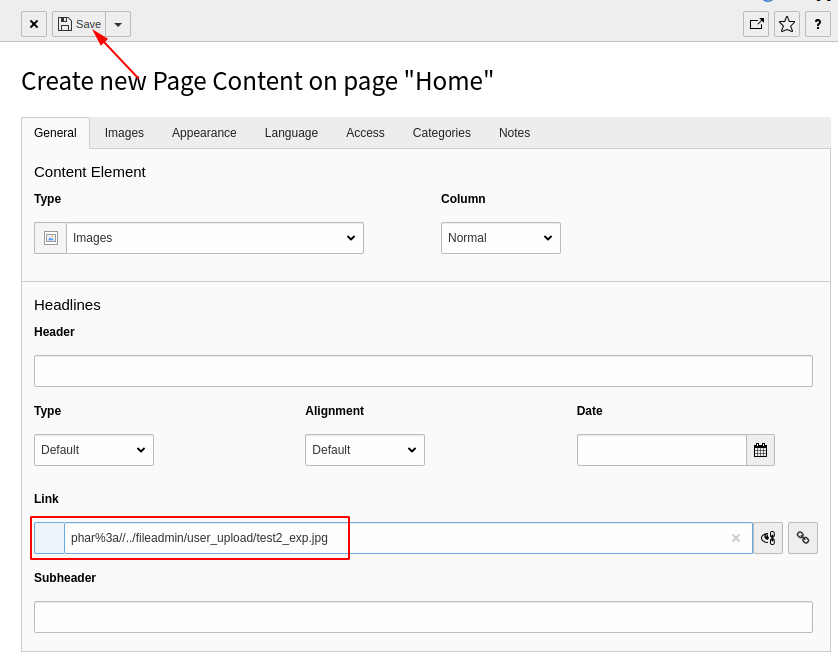 Save ?
Create new Page Content on page "Home"
General Images Appearance Language Access Categories Notes
Content Element
Type Column
Images Normal
Headlines
Header
Type Alignment Date
Default Default
Link
phar%3a//../fileadmin/user_upload/test2_exp.jpg
Subheader